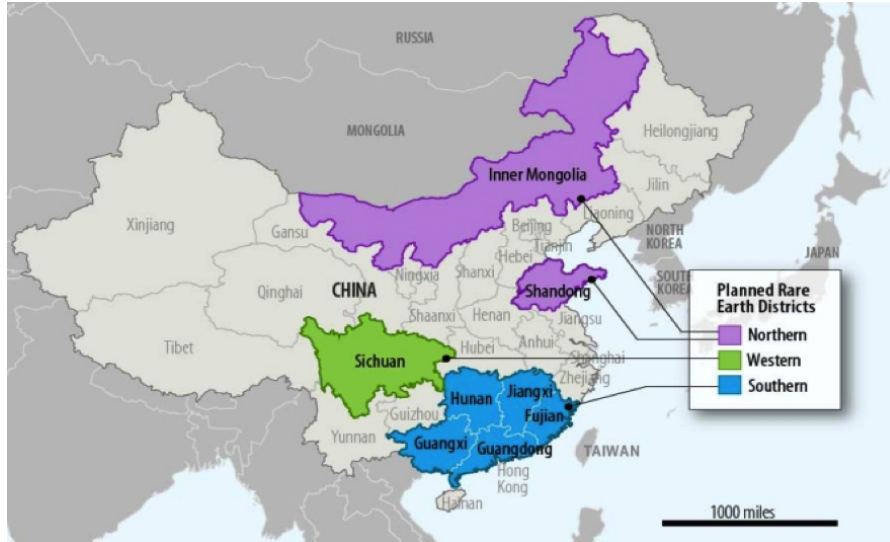 RUSSIA
MONGOLIA
Heilongjiang
Inner Mongolia
Jilin
Xinjiang
Liaoning
Gansu
Beijing
NORTH
KOREA
Tianjin
JAPAN
Hebei
Ningxia
Shanxi
SOUTH
KOREA
Qinghai
CHINA
Shandong
Shaanxi
Henan
Jiangsu
Tibet
Sichuan
Hubei
Anhui
Shanghai
Zhejiang
Hunan
Jiangxi
Guizhou
Fujian
Yunnan
Guangxi
Guangdong
TAIWAN
Hong
Kong
Hainan
Planned Rare
Earth Districts
Northern
Western
Southern
1000 miles